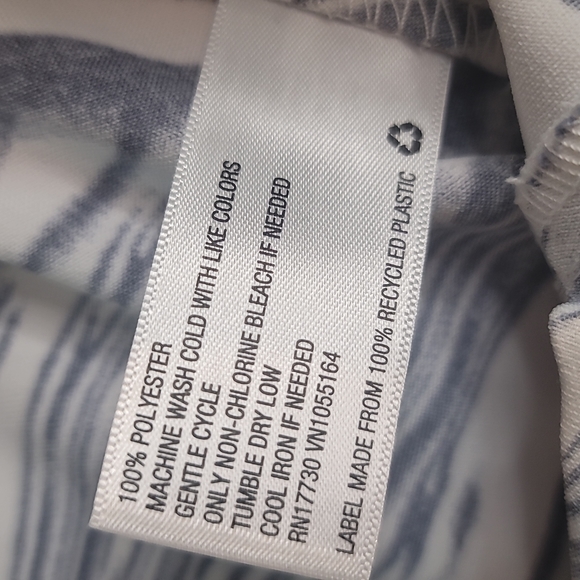 100% POLYESTER
MACHINE WASH COLD WITH LIKE COLORS
GENTLE CYCLE
ONLY NON-CHLORINE BLEACH IF NEEDED
TUMBLE DRY LOW
COOL IRON IF NEEDED
RN17730 VN1055164
LABEL MADE FROM 100% RECYCLED PLASTIC